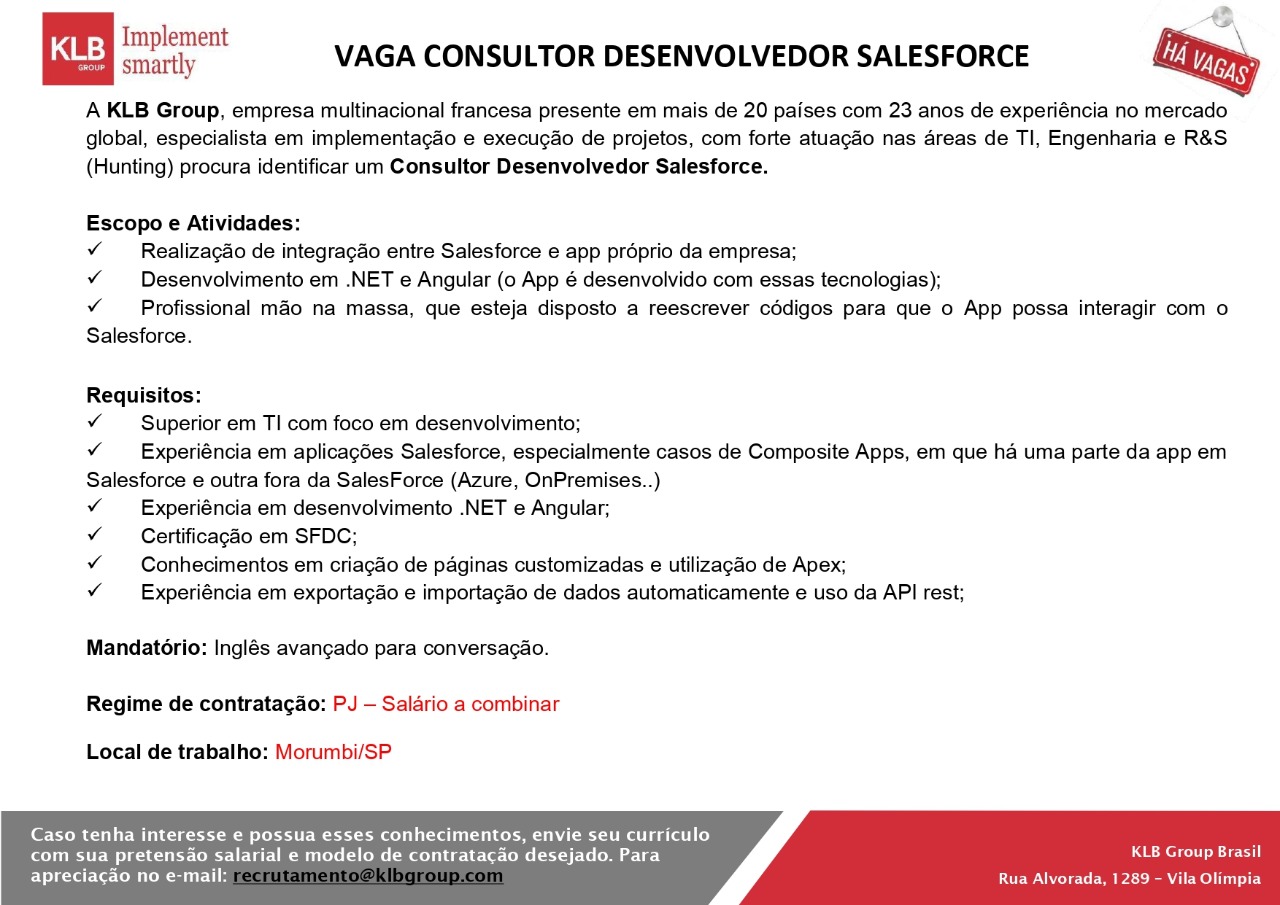 KLB
GROUP
Implement
smartly
VAGA CONSULTOR DESENVOLVEDOR SALESFORCE
HÁ VAGAS
A KLB Group, empresa multinacional francesa presente em mais de 20 países com 23 anos de experiência no mercado
global, especialista em implementação e execução de projetos, com forte atuação nas áreas de TI, Engenharia e R&S
(Hunting) procura identificar um Consultor Desenvolvedor Salesforce.
Escopo e Atividades:
✓ Realização de integração entre Salesforce e app próprio da empresa;
✓ Desenvolvimento em .NET e Angular (o App é desenvolvido com essas tecnologias);
✓ Profissional mão na massa, que esteja disposto a reescrever códigos para que o App possa interagir com o
Salesforce.
Requisitos:
✓ Superior em TI com foco em desenvolvimento;
✓ Experiência em aplicações Salesforce, especialmente casos de Composite Apps, em que há uma parte da app em
Salesforce e outra fora da SalesForce (Azure, OnPremises..)
✓ Experiência em desenvolvimento .NET e Angular;
✓ Certificação em SFDC;
✓ Conhecimentos em criação de páginas customizadas e utilização de Apex;
✓ Experiência em exportação e importação de dados automaticamente e uso da API rest;
Mandatório: Inglês avançado para conversação.
Regime de contratação: PJ – Salário a combinar
Local de trabalho: Morumbi/SP
Caso tenha interesse e possua esses conhecimentos, envie seu currículo
com sua pretensão salarial e modelo de contratação desejado. Para
apreciação no e-mail: recrutamento@klbgroup.com
KLB Group Brasil
Rua Alvorada, 1289 – Vila Olímpia